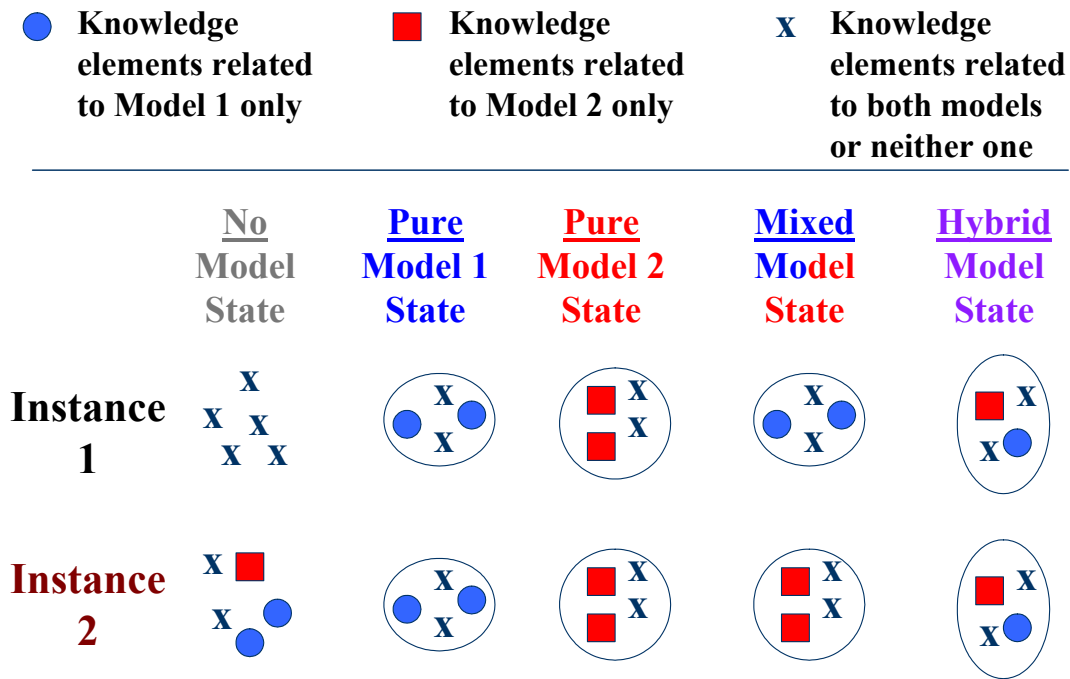 Knowledge
elements related
to Model 1 only
Knowledge
elements related
to Model 2 only
x Knowledge
elements related
to both models
or neither one
No
Model
State
Pure
Model 1
State
Pure
Model 2
State
Mixed
Model
State
Hybrid
Model
State
Instance
1
x
x x
x x
x
x
x
x
x
x
x
x
Instance
2
x
x
x
x
x
x
x
x
x
x